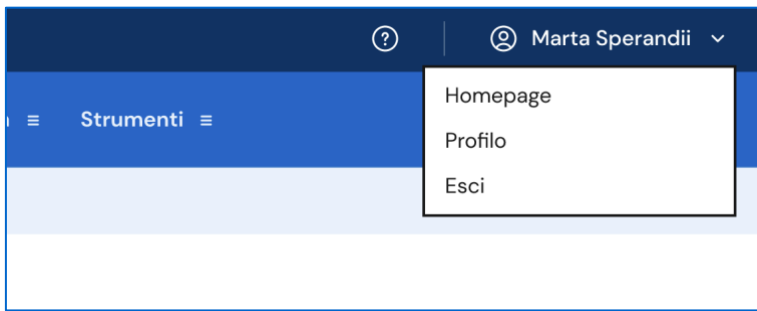 Marta Sperandii
Strumenti
Homepage
Profilo
Esci